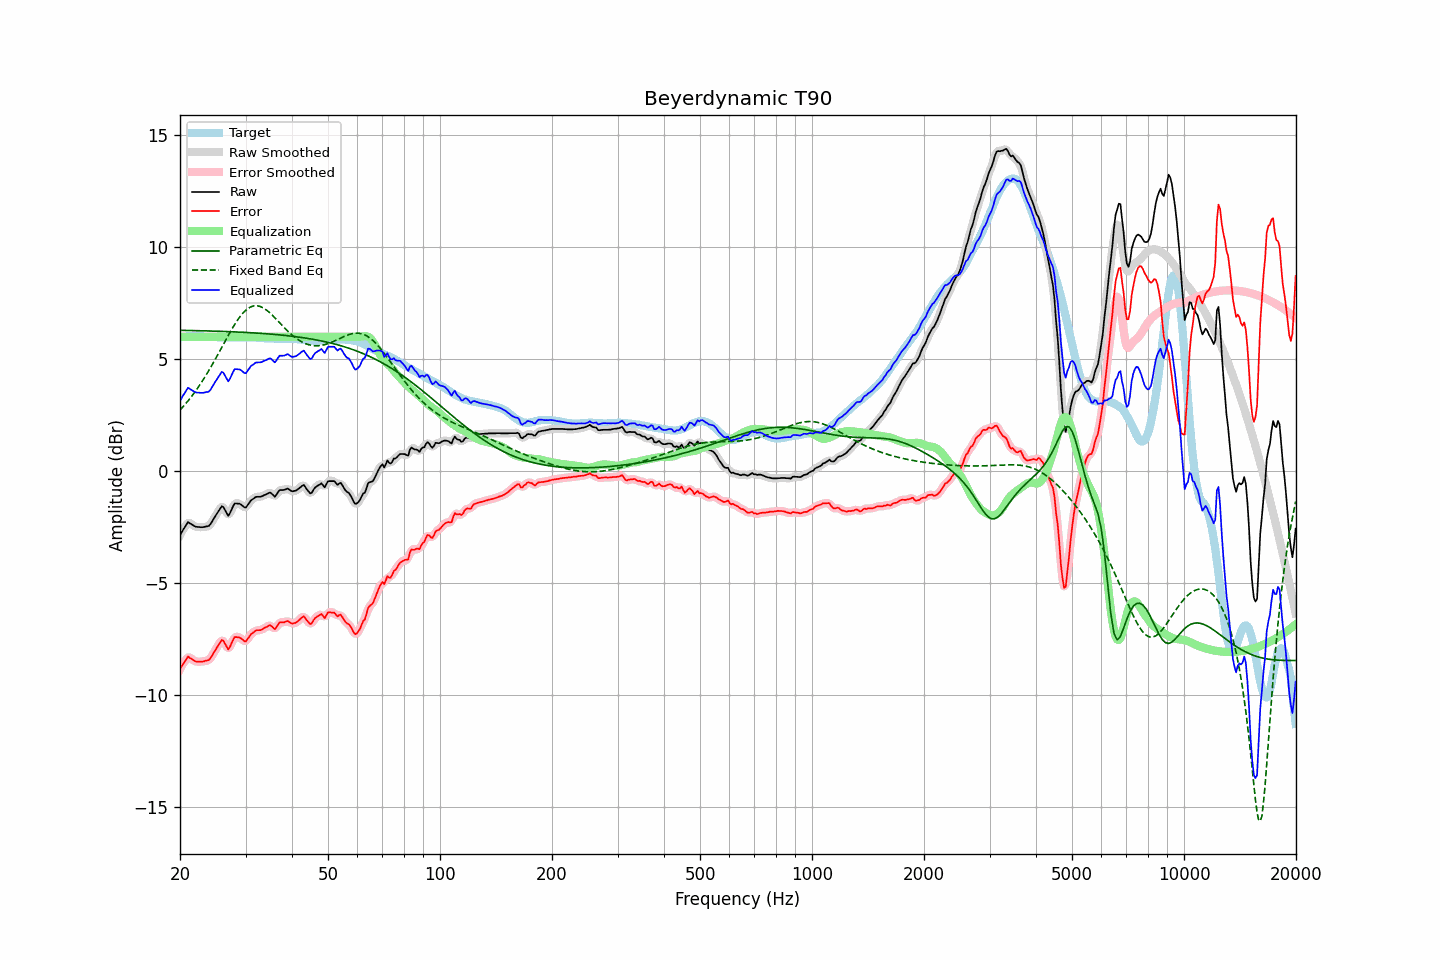 Beyerdynamic T90
Target
Raw Smoothed
Error Smoothed
Raw
Error
Equalization
Parametric Eq
Fixed Band Eq
Equalized
Amplitude (dBr)
15
10
5
0
−5
−10
−15
20 50 100 200 500 1000 2000 5000 10000 20000
Frequency (Hz)